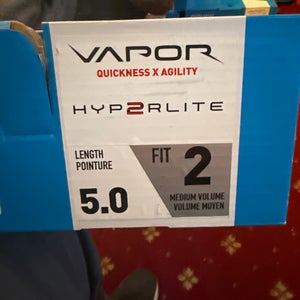 VAPOR
QUICKNESS X AGILITY
HYP2RLITE
LENGTH
POINTURE
5.0
FIT 2
MEDIUM VOLUME
VOLUME MOYEN